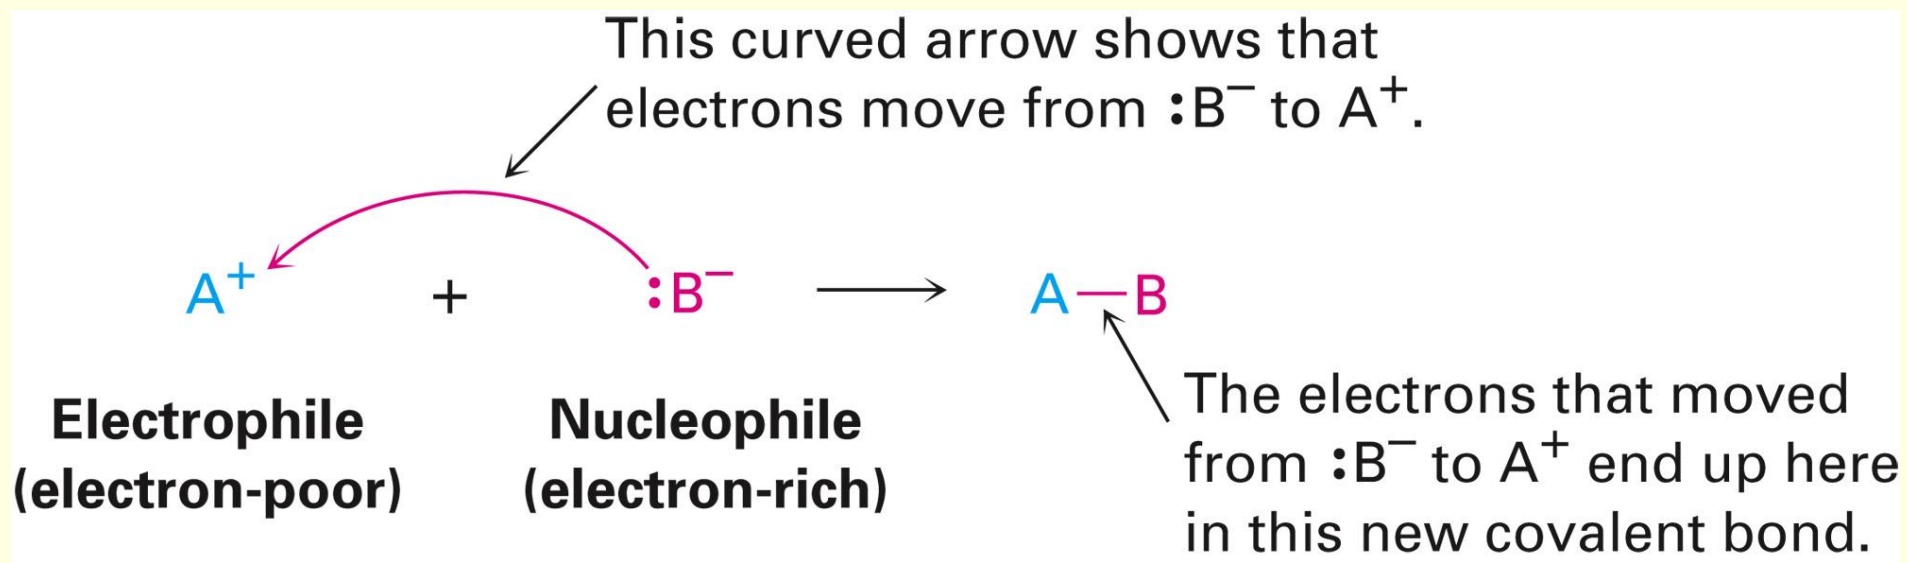 This curved arrow shows that
electrons move from :B⁻ to A⁺.
A⁺ + :B⁻ ⟶ A—B
Electrophile
(electron-poor)
Nucleophile
(electron-rich)
The electrons that moved
from :B⁻ to A⁺ end up here
in this new covalent bond.